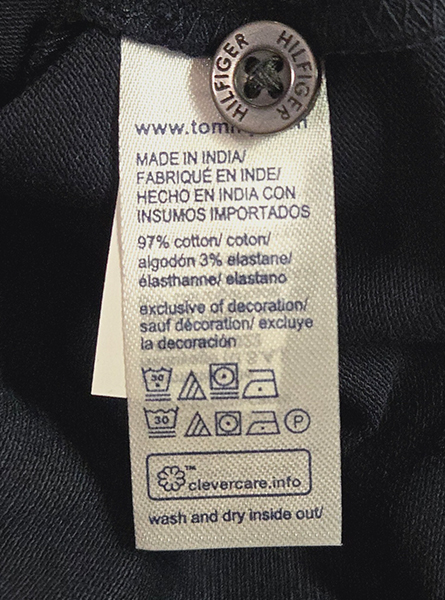 HILFIGER HILFIGER
www.tom
MADE IN INDIA/
FABRIQUÉ EN INDE/
HECHO EN INDIA CON
INSUMOS IMPORTADOS
97% cotton/ coton/
algodón 3% elastane/
élasthanne/ elastano
exclusive of decoration/
sauf décoration/ excluye
la decoración
30
30 P
™ clevercare.info
wash and dry inside out/